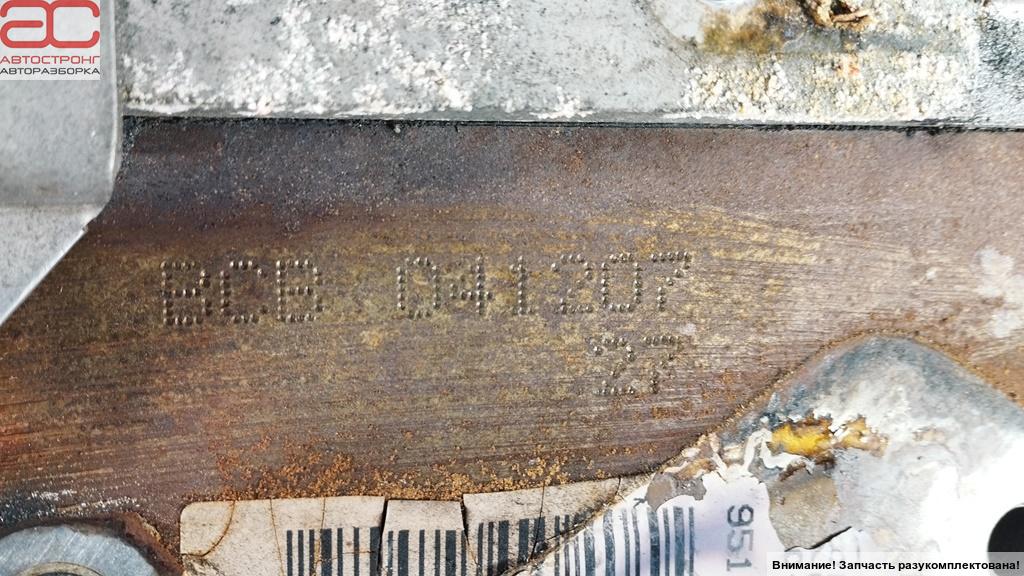 ас
АВТОСТРОНГ
АВТОРАЗБОРКА
BCB 041207
27
951
Внимание! Запчасть разукомплектована!